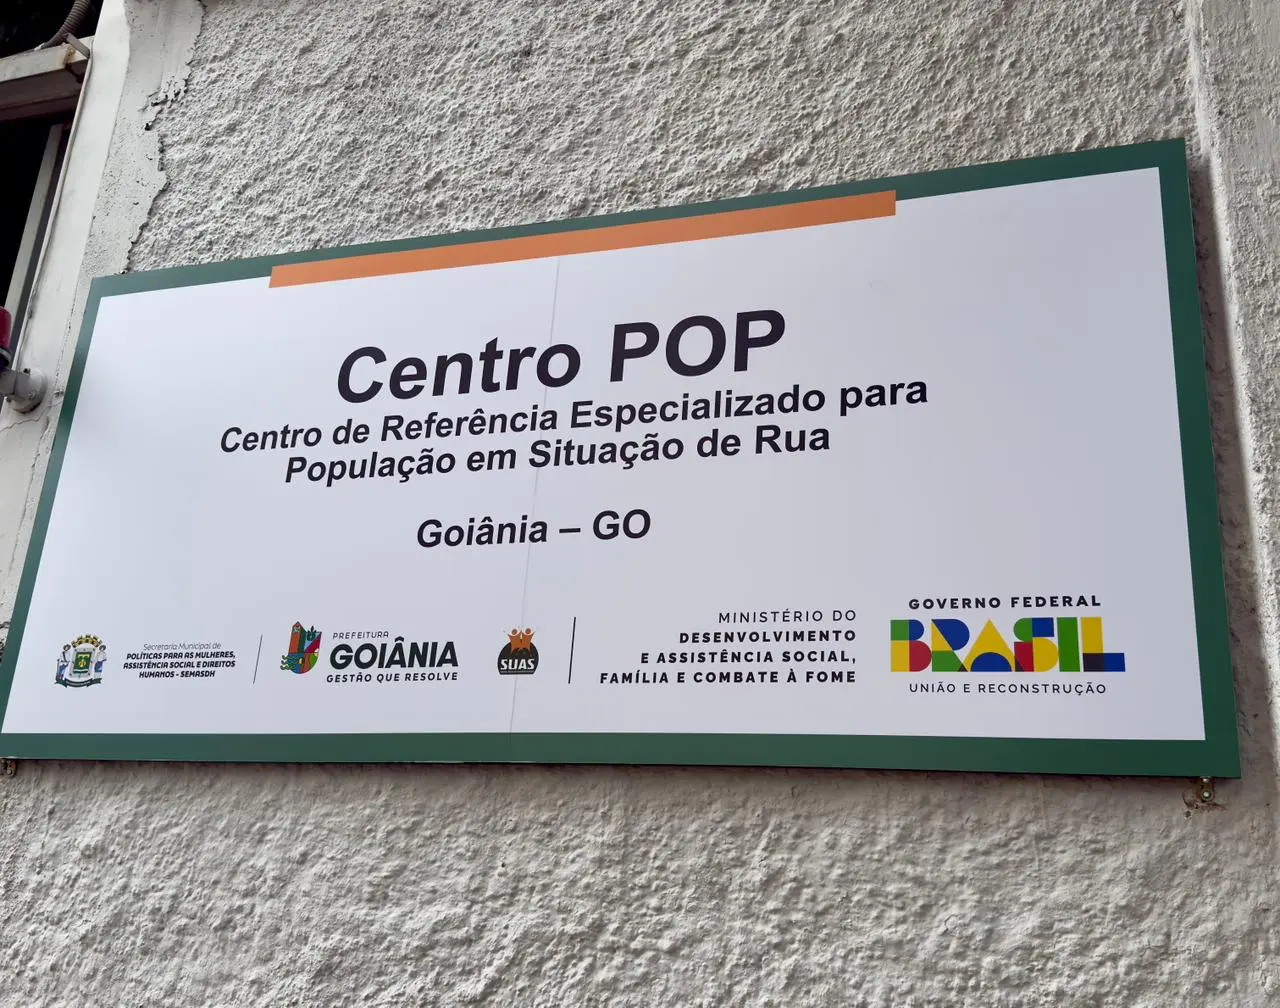 Centro POP
Centro de Referência Especializado para
População em Situação de Rua
Goiânia – GO
Secretaria Municipal de
POLÍTICAS PARA AS MULHERES,
ASSISTÊNCIA SOCIAL E DIREITOS
HUMANOS - SEMASDH
PREFEITURA
GOIÂNIA
GESTÃO QUE RESOLVE
SUAS
MINISTÉRIO DO
DESENVOLVIMENTO
E ASSISTÊNCIA SOCIAL,
FAMÍLIA E COMBATE À FOME
GOVERNO FEDERAL
BRASIL
UNIÃO E RECONSTRUÇÃO